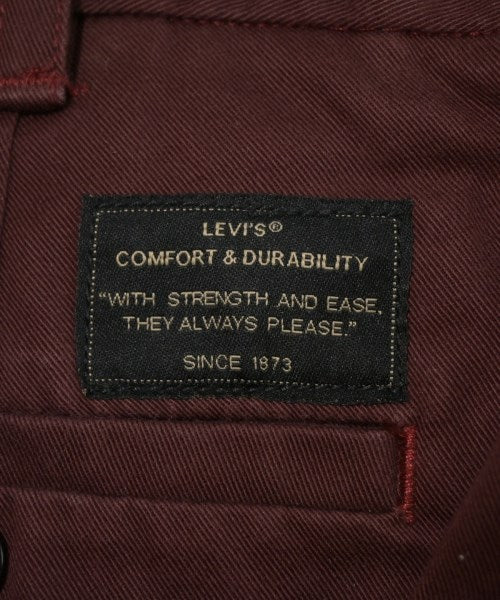 LEVI'S®
COMFORT & DURABILITY
“WITH STRENGTH AND EASE,
THEY ALWAYS PLEASE.”
SINCE 1873